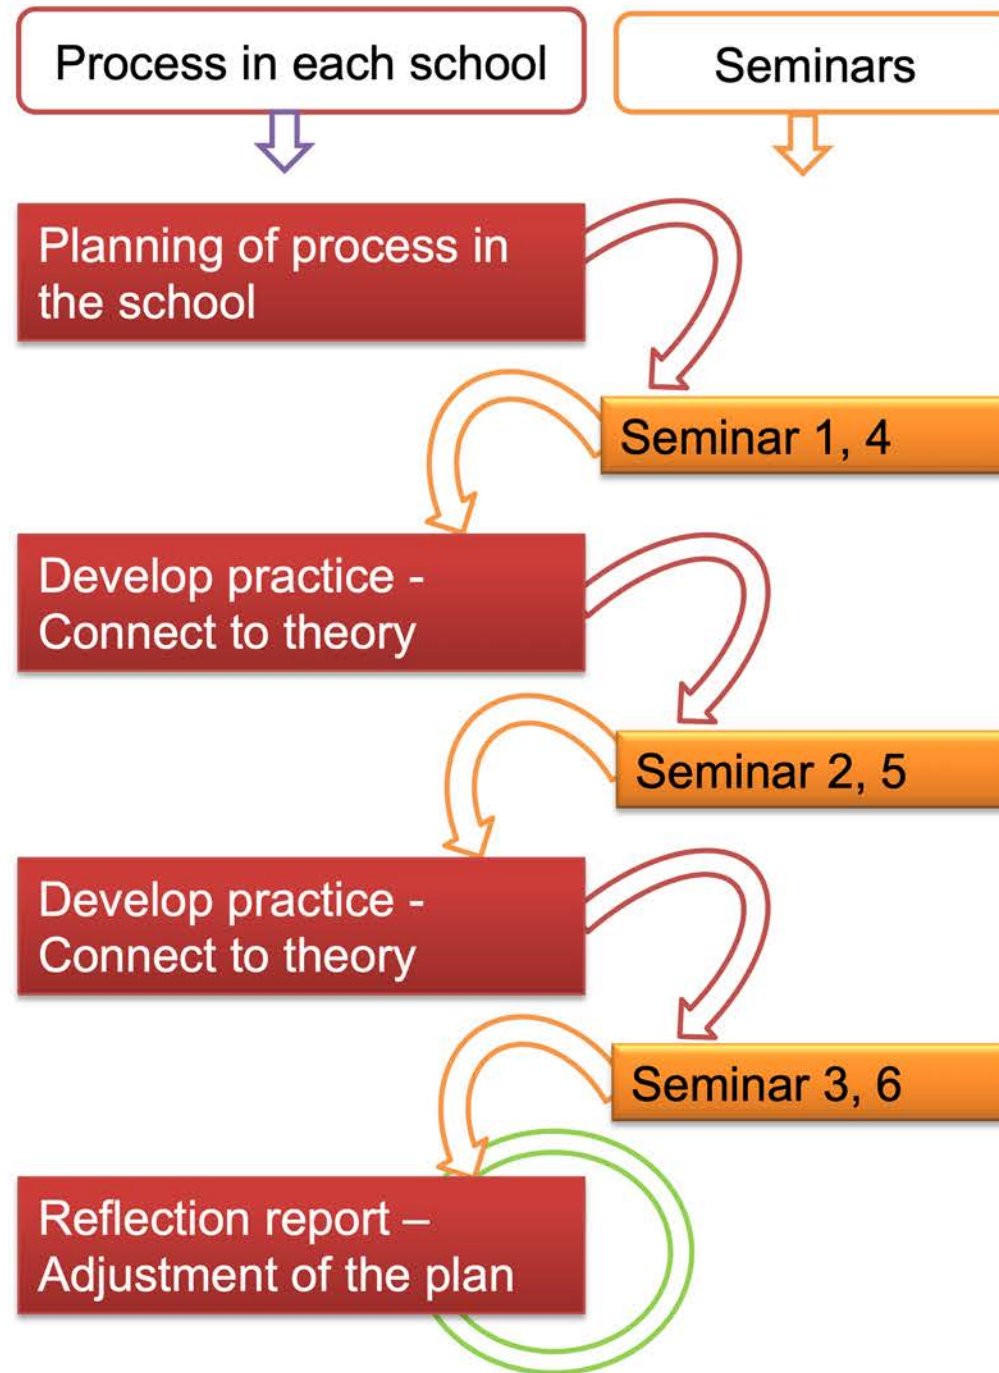 Process in each school
Seminars
Planning of process in
the school
Seminar 1, 4
Develop practice -
Connect to theory
Seminar 2, 5
Develop practice -
Connect to theory
Seminar 3, 6
Reflection report –
Adjustment of the plan